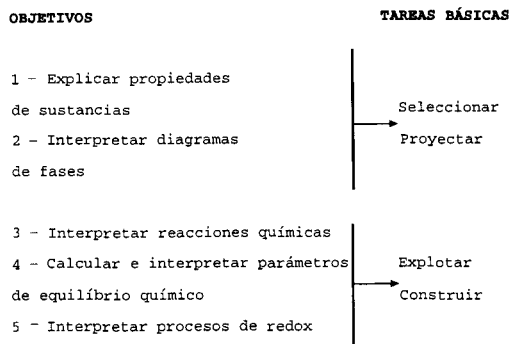 OBJETIVOS TAREAS BÁSICAS
1 - Explicar propiedades
de sustancias
Seleccionar
2 - Interpretar diagramas
Proyectar
de fases
3 - Interpretar reacciones químicas
4 - Calcular e interpretar parámetros
Explotar
de equilíbrio químico
Construir
5 - Interpretar procesos de redox